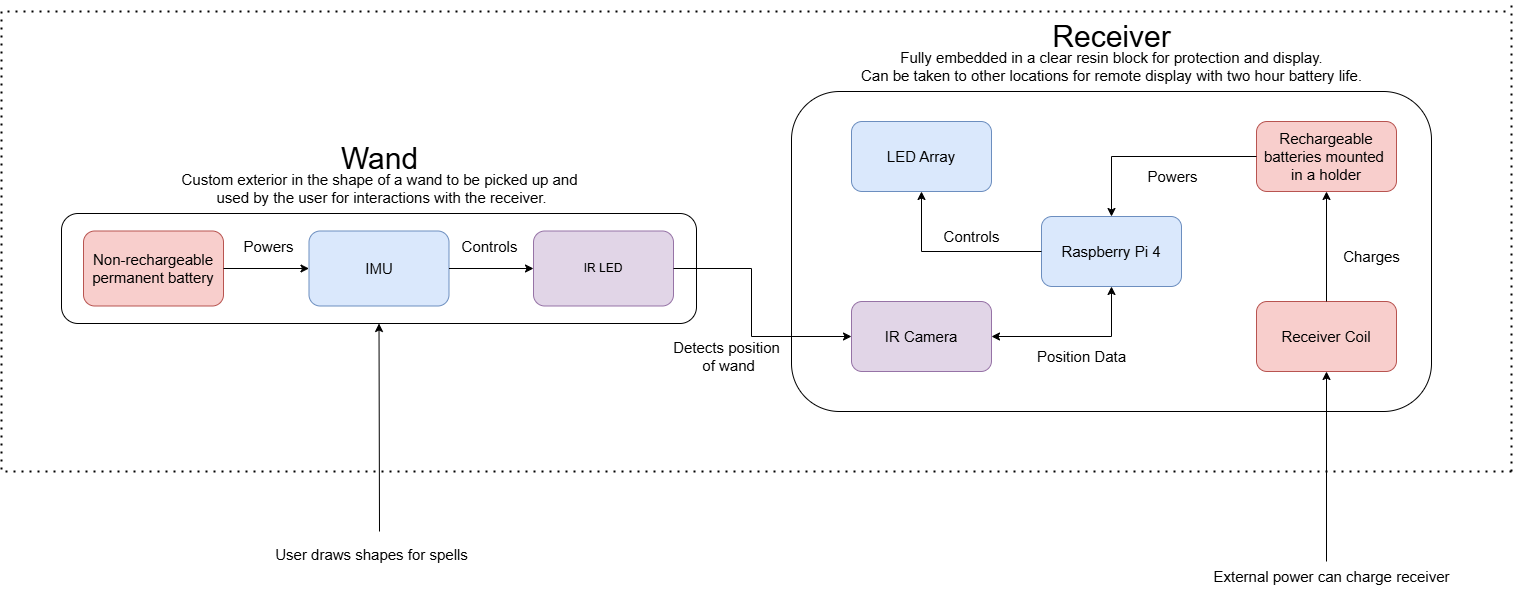 Wand
Custom exterior in the shape of a wand to be picked up and
used by the user for interactions with the receiver.
Non-rechargeable
permanent battery
Powers
IMU
Controls
IR LED
User draws shapes for spells
Detects position
of wand
Receiver
Fully embedded in a clear resin block for protection and display.
Can be taken to other locations for remote display with two hour battery life.
LED Array
Controls
Raspberry Pi 4
Powers
Rechargeable
batteries mounted
in a holder
Charges
IR Camera
Position Data
Receiver Coil
External power can charge receiver